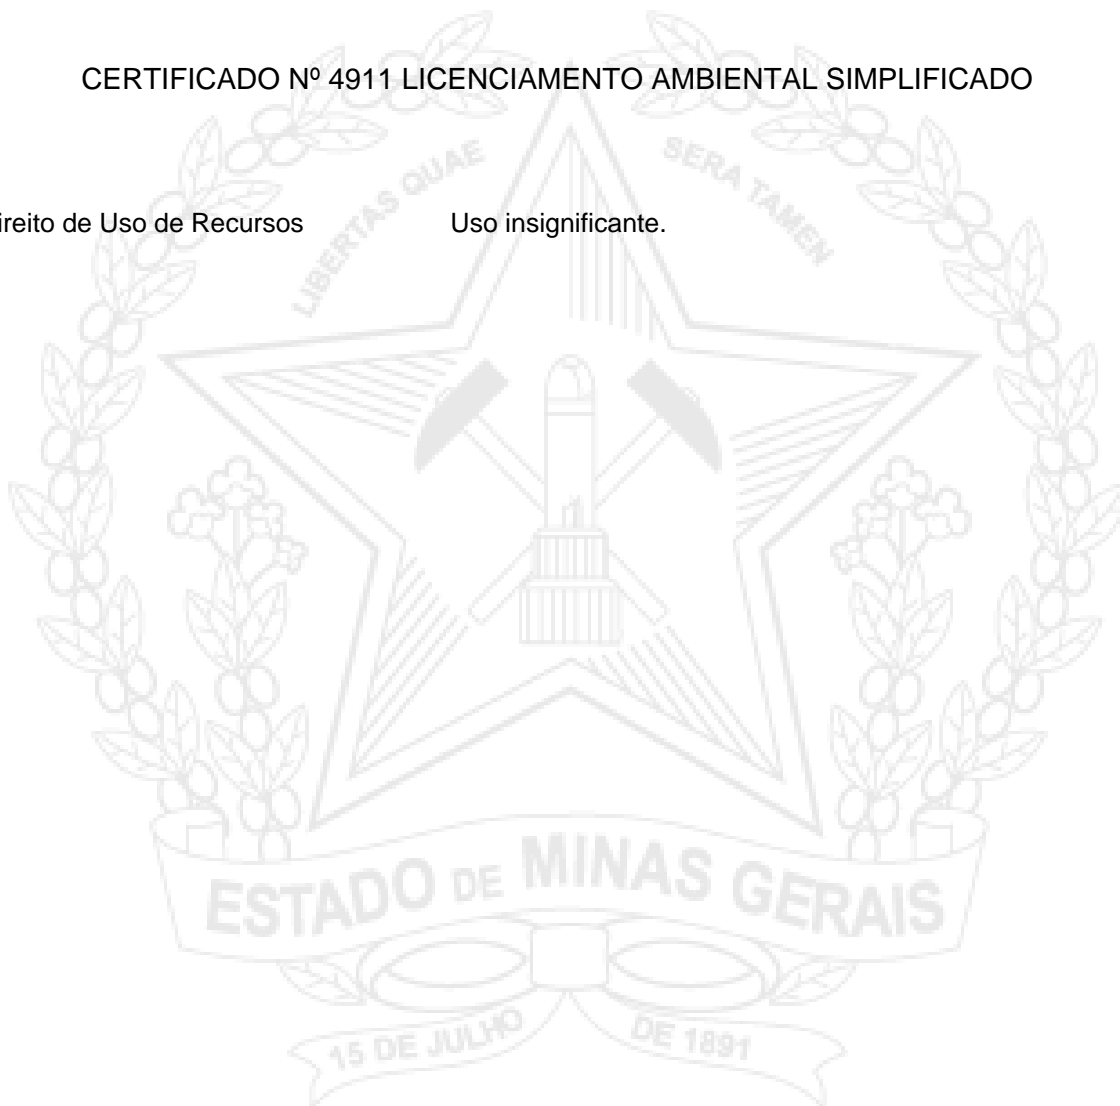 CERTIFICADO Nº 4911 LICENCIAMENTO AMBIENTAL SIMPLIFICADO
LIBERTAS QUAE SERA TAMEN
ireito de Uso de Recursos Uso insignificante.
ESTADO DE MINAS GERAIS
15 DE JULHO DE 1891